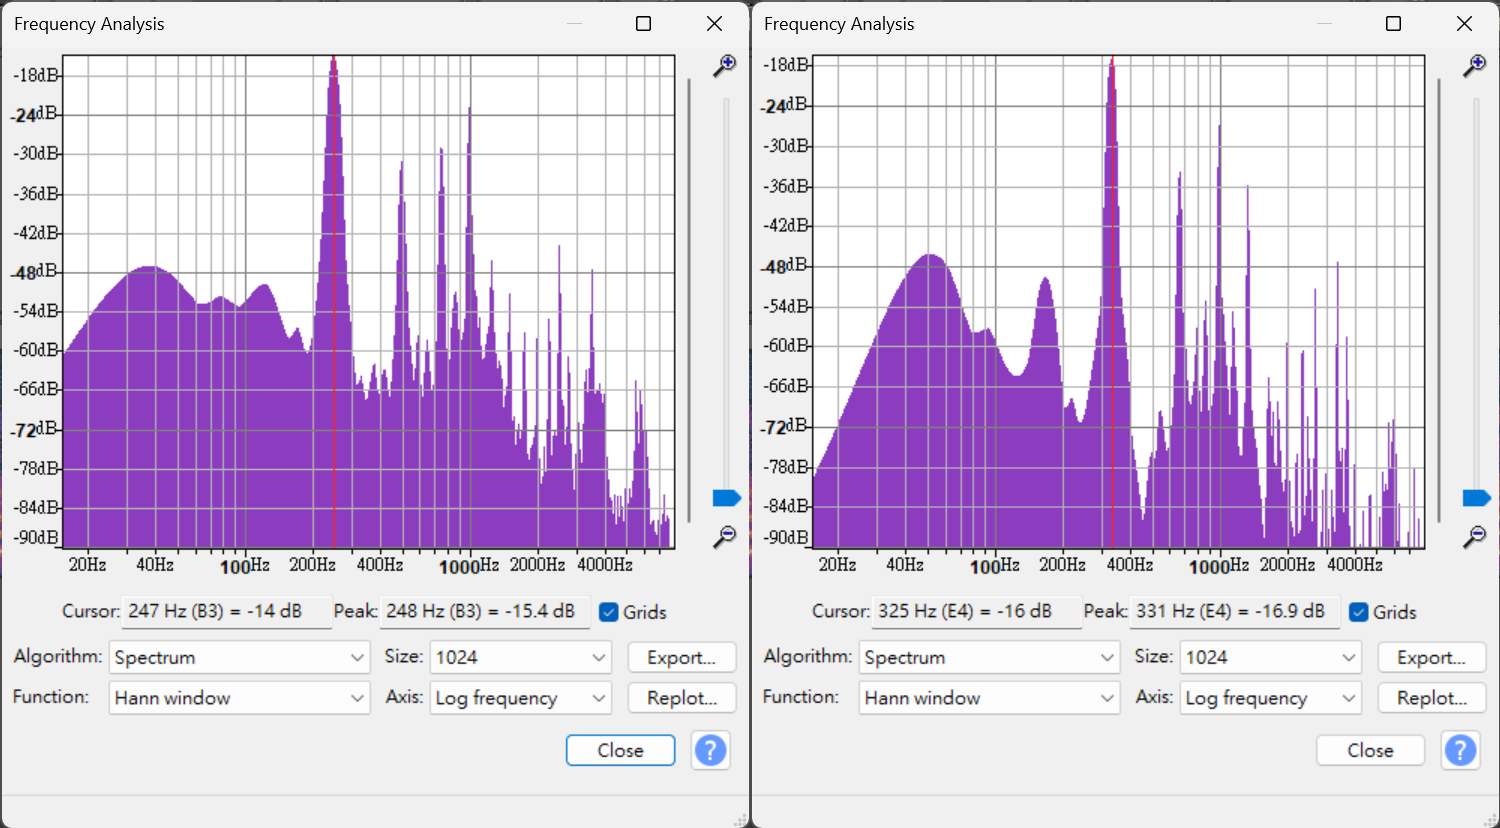 Frequency Analysis
-18dB
-24dB
-30dB
-36dB
-42dB
-48dB
-54dB
-60dB
-66dB
-72dB
-78dB
-84dB
-90dB
20Hz 40Hz 100Hz 200Hz 400Hz 1000Hz 2000Hz 4000Hz
Cursor: 247 Hz (B3) = -14 dB Peak: 248 Hz (B3) = -15.4 dB Grids
Algorithm: Spectrum Size: 1024 Export...
Function: Hann window Axis: Log frequency Replot...
Close ?
Frequency Analysis
-18dB
-24dB
-30dB
-36dB
-42dB
-48dB
-54dB
-60dB
-66dB
-72dB
-78dB
-84dB
-90dB
20Hz 40Hz 100Hz 200Hz 400Hz 1000Hz 2000Hz 4000Hz
Cursor: 325 Hz (E4) = -16 dB Peak: 331 Hz (E4) = -16.9 dB Grids
Algorithm: Spectrum Size: 1024 Export...
Function: Hann window Axis: Log frequency Replot...
Close ?